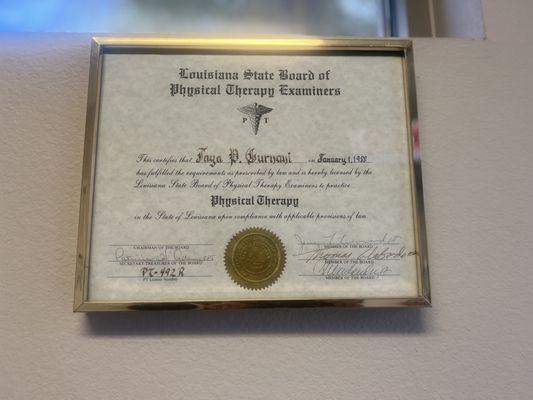 Louisiana State Board of
Physical Therapy Examiners
P T
This certifies that Jaya P. Gurnani on January 1, 1988
has fulfilled the requirements as prescribed by law and is hereby licensed by the
Louisiana State Board of Physical Therapy Examiners to practice
Physical Therapy
in the State of Louisiana upon compliance with applicable provisions of law.
CHAIRMAN OF THE BOARD
MEMBER OF THE BOARD
SECRETARY-TREASURER OF THE BOARD
Thomas
MEMBER OF THE BOARD
PT-492R
PT License Number
MEMBER OF THE BOARD